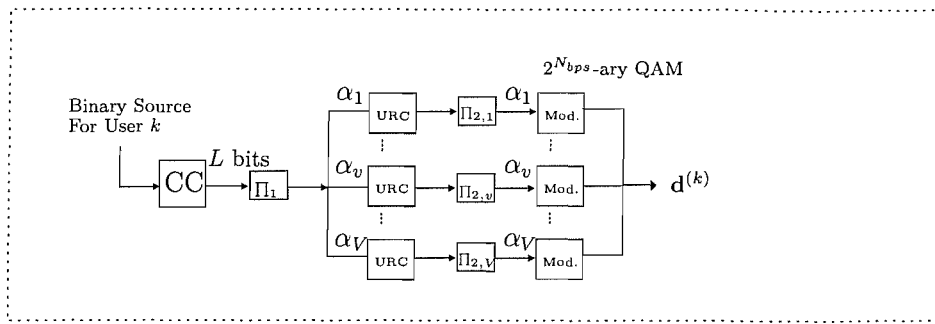 2^{N_{bps}}-ary QAM
Binary Source
For User k
α_1 URC Π_{2,1} α_1 Mod.
L bits
CC Π_1
α_v URC Π_{2,v} α_v Mod. d^{(k)}
α_V URC Π_{2,V} α_V Mod.